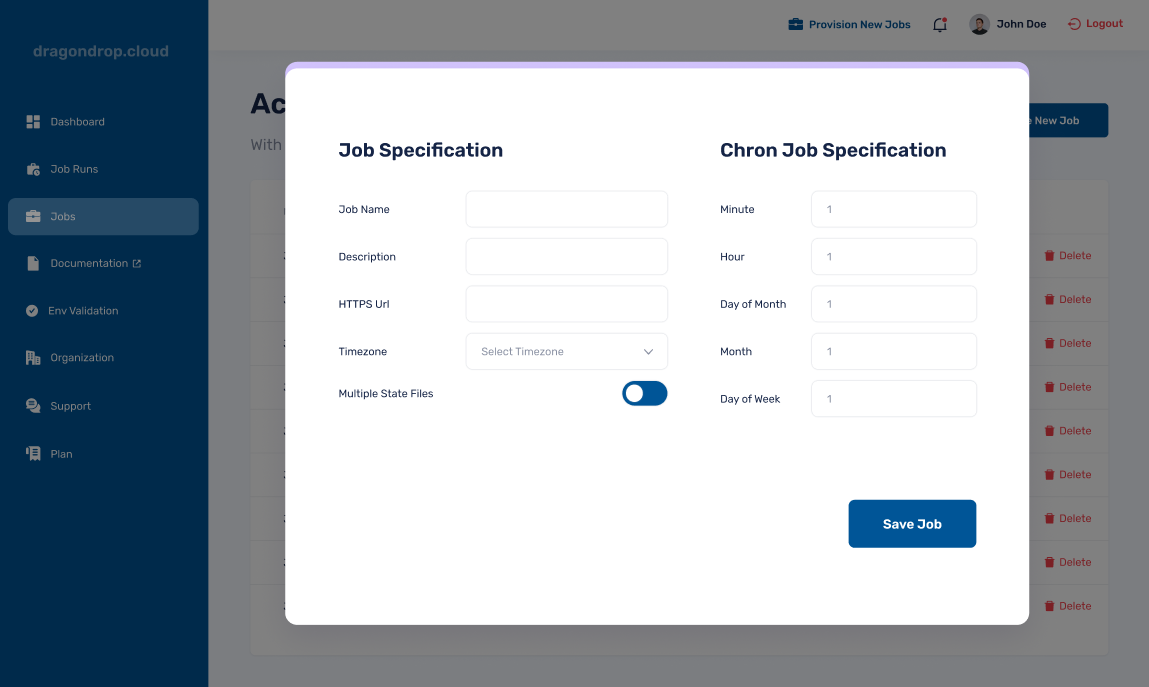 dragondrop.cloud
Provision New Jobs
John Doe
Logout
Dashboard
Job Runs
Jobs
Documentation
Env Validation
Organization
Support
Plan
With
New Job
Job Specification
Job Name
Description
HTTPS Url
Timezone
Select Timezone
Multiple State Files
Chron Job Specification
Minute
1
Hour
1
Day of Month
1
Month
1
Day of Week
1
Save Job
Delete
Delete
Delete
Delete
Delete
Delete
Delete
Delete
Delete